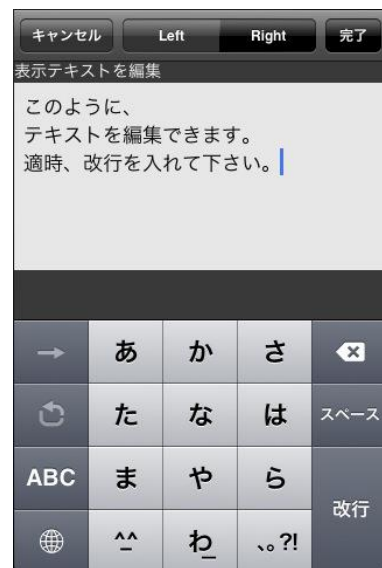 キャンセル Left Right 完了
表示テキストを編集
このように、
テキストを編集できます。
適時、改行を入れて下さい。
→ あ か さ
た な は スペース
ABC ま や ら 改行
^_^ わ_ 、。?!